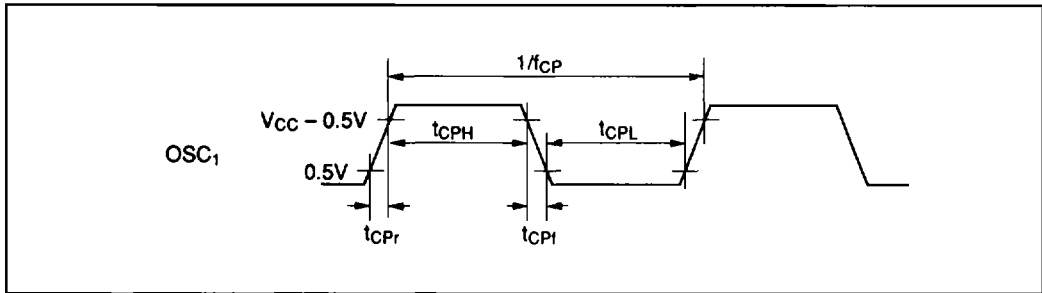 1/fCP
VCC – 0.5V
tCPH
tCPL
OSC1
0.5V
tCPr
tCPf